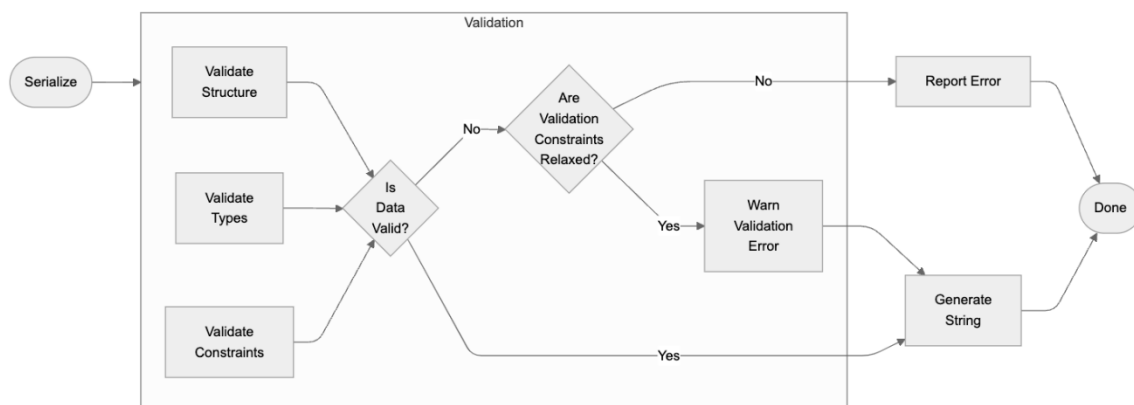 Validation
Serialize
Validate
Structure
Validate
Types
Validate
Constraints
Is
Data
Valid?
No
Are
Validation
Constraints
Relaxed?
No
Yes
Warn
Validation
Error
Yes
Report Error
Generate
String
Done